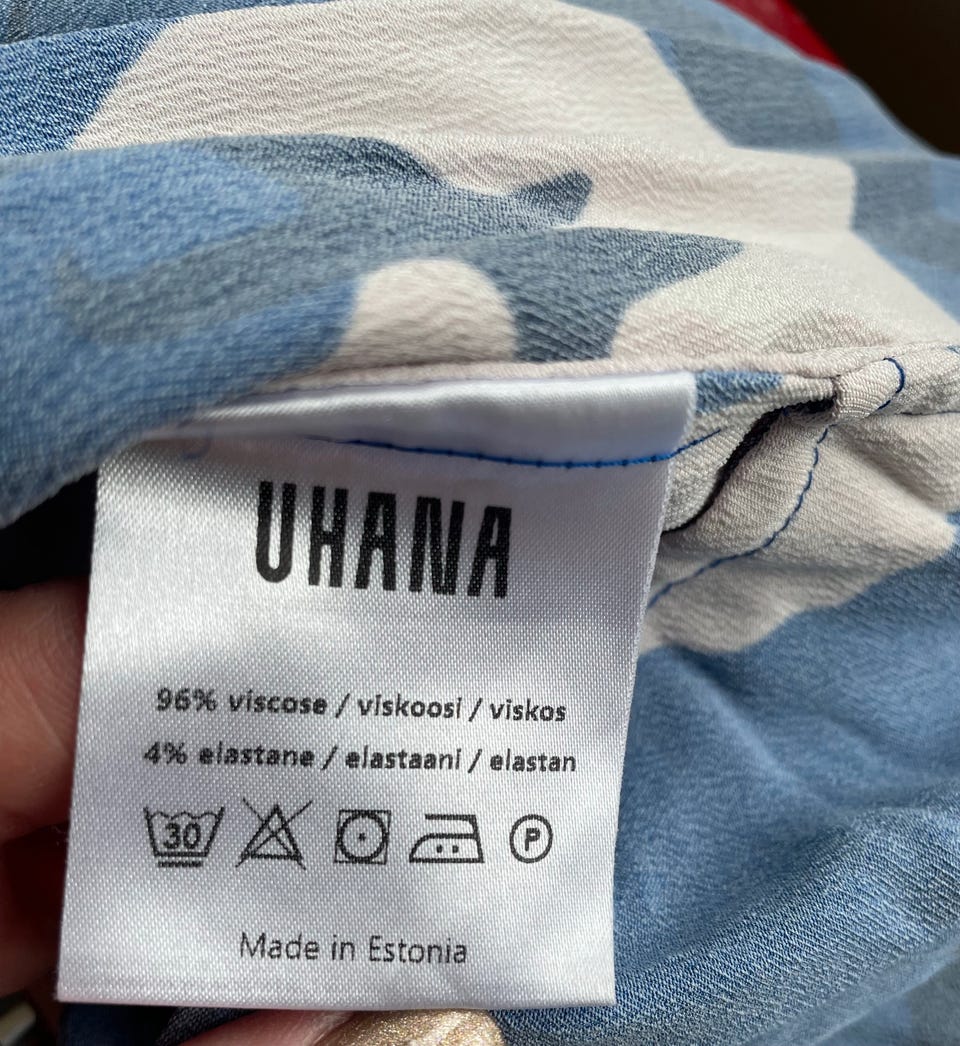 UHANA
96% viscose / viskoosi / viskos
4% elastane / elastaani / elastan
30 P
Made in Estonia